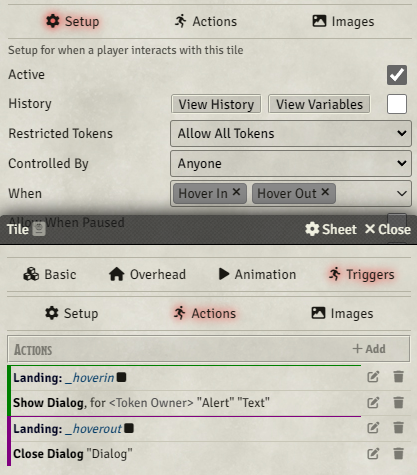 Setup Actions Images
Setup for when a player interacts with this tile
Active
History View History View Variables
Restricted Tokens Allow All Tokens
Controlled By Anyone
When Hover In × Hover Out ×
Allow When Paused
Tile Sheet × Close
Basic Overhead Animation Triggers
Setup Actions Images
ACTIONS + Add
Landing: _hoverin
Show Dialog, for <Token Owner> "Alert" "Text"
Landing: _hoverout
Close Dialog "Dialog"